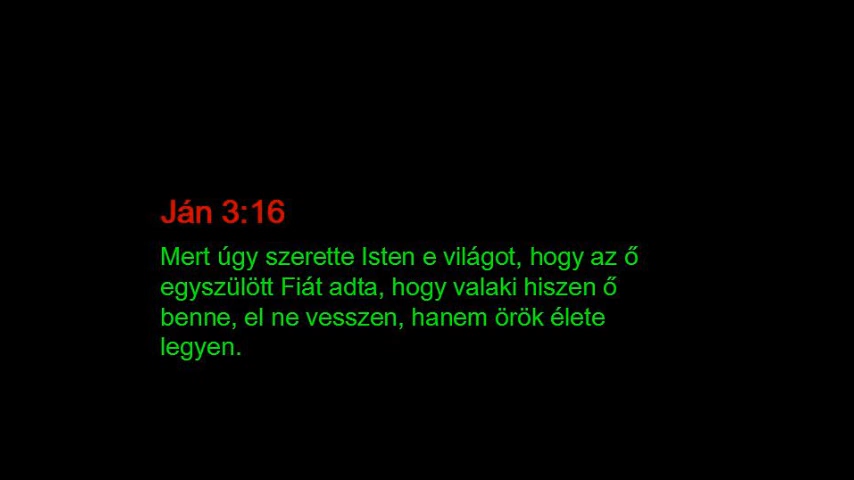 Ján 3:16
Mert úgy szerette Isten e világot, hogy az ő
egyszülött Fiát adta, hogy valaki hiszen ő
benne, el ne vesszen, hanem örök élete
legyen.